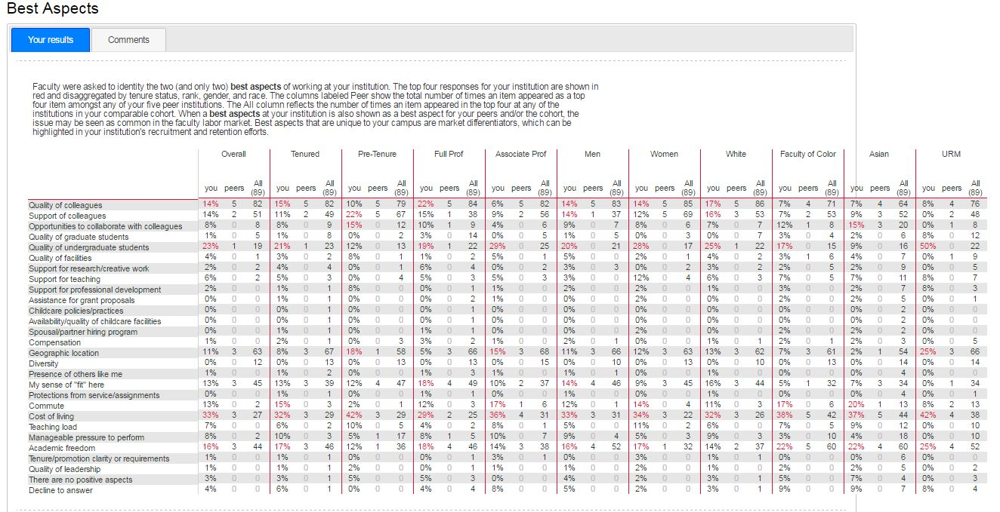 Best Aspects
Your results Comments
Faculty were asked to identify the two (and only two) best aspects of working at your institution. The top four responses for your institution are shown in
red and disaggregated by tenure status, rank, gender, and race. The columns labeled Peer show the total number of times an item appeared as a top
four item amongst any of your five peer institutions. The All column reflects the number of times an item appeared in the top four at any of the
institutions in your comparable cohort. When a best aspects at your institution is also shown as a best aspect for your peers and/or the cohort, the
issue may be seen as common in the faculty labor market. Best aspects that are unique to your campus are market differentiators, which can be
highlighted in your institution's recruitment and retention efforts.
Overall Tenured Pre-Tenure Full Prof Associate Prof Men Women White Faculty of Color Asian URM
you peers All (89) you peers All (89) you peers All (89) you peers All (89) you peers All (89) you peers All (89) you peers All (89) you peers All (89) you peers All (89) you peers All (89) you peers All (89)
Quality of colleagues 14% 5 82 15% 5 82 10% 5 79 22% 5 84 6% 5 82 14% 5 83 14% 5 85 17% 5 86 7% 4 71 7% 4 64 8% 4 76
Support of colleagues 14% 2 51 11% 2 49 22% 5 67 15% 1 38 9% 2 56 14% 1 37 12% 5 69 16% 3 53 7% 2 53 9% 3 52 0% 2 48
Opportunities to collaborate with colleagues 8% 0 8 8% 0 9 15% 0 12 10% 1 9 4% 0 6 9% 0 7 8% 0 6 7% 0 7 12% 1 8 15% 3 20 0% 1 8
Quality of graduate students 1% 0 5 1% 0 8 0% 0 2 3% 0 14 0% 0 5 1% 0 5 0% 0 3 0% 0 7 3% 0 4 2% 0 6 8% 0 12
Quality of undergraduate students 23% 1 19 21% 1 23 12% 0 13 19% 1 22 29% 0 25 20% 0 21 28% 0 17 25% 1 22 17% 0 15 9% 0 16 50% 0 22
Quality of facilities 4% 0 1 3% 0 2 8% 0 1 1% 0 2 5% 0 1 5% 0 0 2% 0 1 4% 0 2 3% 1 6 4% 0 7 0% 1 9
Support for research/creative work 2% 0 2 4% 0 4 0% 0 1 6% 0 4 0% 0 2 3% 0 3 0% 0 2 3% 0 2 2% 0 5 2% 0 9 0% 0 5
Support for teaching 6% 0 2 5% 0 3 0% 0 4 5% 0 3 5% 0 3 3% 0 0 12% 0 4 6% 0 3 7% 0 5 7% 0 11 8% 0 7
Support for professional development 2% 0 0 1% 0 1 8% 0 0 0% 0 1 1% 0 0 2% 0 0 2% 0 0 1% 0 0 3% 0 0 2% 0 7 8% 0 3
Assistance for grant proposals 0% 0 0 1% 0 1 0% 0 0 0% 0 2 1% 0 0 0% 0 0 2% 0 0 0% 0 0 2% 0 0 2% 0 5 0% 0 1
Childcare policies/practices 0% 0 0 0% 0 1 0% 0 0 0% 0 1 0% 0 0 0% 0 0 0% 0 0 0% 0 0 0% 0 0 0% 0 2 0% 0 0
Availability/quality of childcare facilities 0% 0 0 0% 0 1 0% 0 0 0% 0 1 0% 0 0 0% 0 0 0% 0 0 0% 0 0 0% 0 0 0% 0 2 0% 0 0
Spousal/partner hiring program 0% 0 0 1% 0 1 0% 0 0 1% 0 1 0% 0 0 0% 0 0 2% 0 0 0% 0 0 2% 0 0 2% 0 2 0% 0 0
Compensation 1% 0 0 2% 0 1 0% 0 3 3% 0 2 1% 0 0 2% 0 1 0% 0 0 1% 0 1 2% 0 1 2% 0 3 0% 0 5
Geographic location 11% 3 63 8% 3 67 18% 1 58 5% 3 66 15% 3 68 11% 3 66 12% 3 63 13% 3 62 7% 3 61 2% 1 54 25% 3 66
Diversity 0% 0 12 0% 0 13 0% 0 13 0% 0 13 0% 0 15 0% 0 10 0% 0 13 0% 0 10 0% 0 13 0% 0 14 0% 0 14
Presence of others like me 1% 0 0 1% 0 2 0% 0 0 1% 0 3 1% 0 0 1% 0 1 0% 0 0 1% 0 0 0% 0 0 0% 0 4 0% 0 0
My sense of "fit" here 13% 3 45 13% 3 39 12% 4 47 18% 4 49 10% 2 37 14% 4 46 9% 3 45 16% 3 44 5% 1 32 7% 3 34 0% 1 34
Protections from service/assignments 0% 0 0 1% 0 1 0% 0 0 1% 0 1 0% 0 0 1% 0 0 0% 0 0 1% 0 0 0% 0 0 0% 0 4 0% 0 1
Commute 13% 0 2 15% 0 3 2% 0 1 12% 0 3 17% 1 6 12% 0 1 14% 0 4 11% 0 3 17% 0 6 20% 1 13 8% 2 13
Cost of living 33% 3 27 32% 3 29 42% 3 29 29% 2 25 36% 4 31 33% 3 31 34% 3 22 32% 3 26 38% 5 42 37% 5 44 42% 4 38
Teaching load 7% 0 0 6% 0 2 10% 0 5 4% 0 2 8% 0 1 5% 0 0 11% 0 2 6% 0 0 7% 0 5 9% 0 12 0% 0 10
Manageable pressure to perform 8% 0 2 10% 0 3 5% 1 17 8% 1 5 10% 0 7 9% 0 4 5% 0 3 9% 0 3 3% 0 10 4% 0 18 0% 0 10
Academic freedom 16% 3 44 17% 3 46 12% 1 36 18% 4 46 14% 3 38 16% 4 52 17% 1 32 14% 2 37 22% 5 60 22% 4 60 25% 4 52
Tenure/promotion clarity or requirements 1% 0 0 1% 0 1 0% 0 0 0% 0 1 3% 0 1 0% 0 0 3% 0 0 1% 0 1 0% 0 0 0% 0 6 0% 0 0
Quality of leadership 1% 0 0 1% 0 1 2% 0 0 0% 0 1 1% 0 0 1% 0 0 2% 0 0 1% 0 0 2% 0 0 2% 0 5 0% 0 2
There are no positive aspects 3% 0 0 3% 0 1 5% 0 0 5% 0 3 0% 0 0 4% 0 0 2% 0 0 3% 0 1 5% 0 0 7% 0 4 0% 0 3
Decline to answer 4% 0 0 6% 0 1 0% 0 0 4% 0 4 8% 0 0 5% 0 0 2% 0 0 3% 0 1 9% 0 0 9% 0 7 8% 0 4